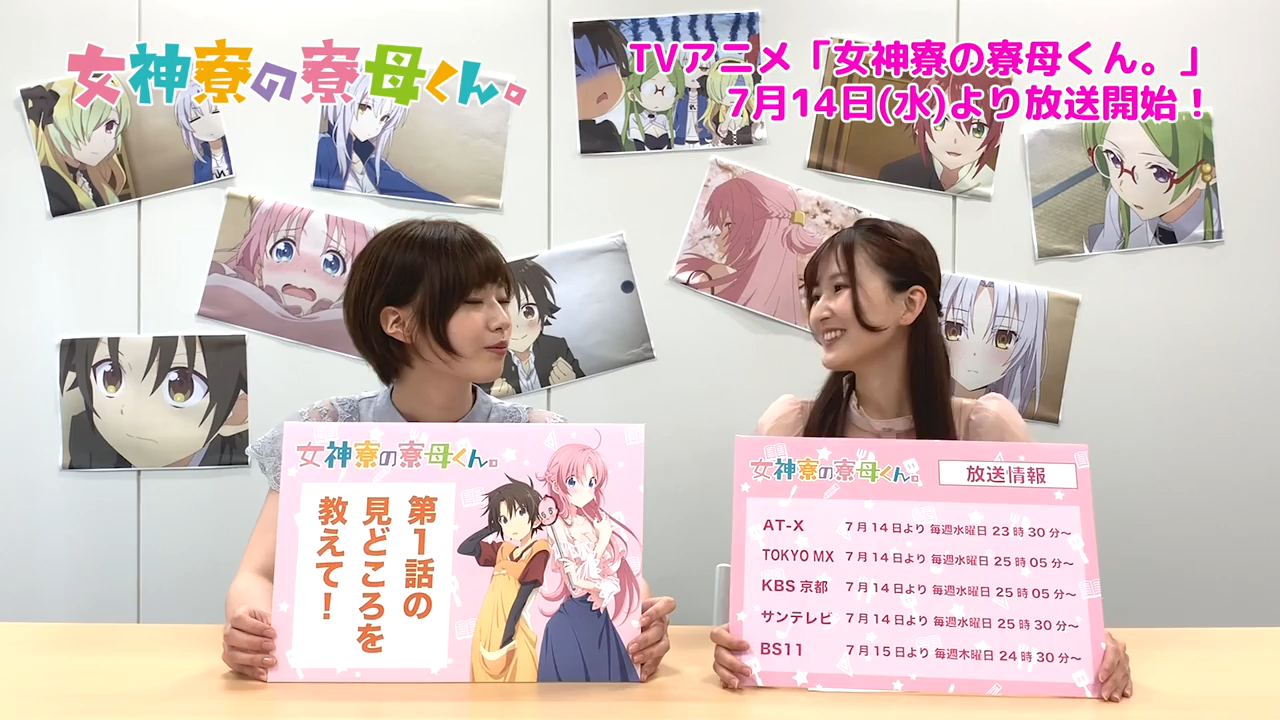 女神寮の寮母くん。
TVアニメ「女神寮の寮母くん。」
7月14日(水)より放送開始！
女神寮の寮母くん。
第1話の
見どころを
教えて！
女神寮の寮母くん。
放送情報
AT-X 7月14日より 毎週水曜日 23時30分〜
TOKYO MX 7月14日より 毎週水曜日 25時05分〜
KBS京都 7月14日より 毎週水曜日 25時05分〜
サンテレビ 7月14日より 毎週水曜日 25時30分〜
BS11 7月15日より 毎週木曜日 24時30分〜